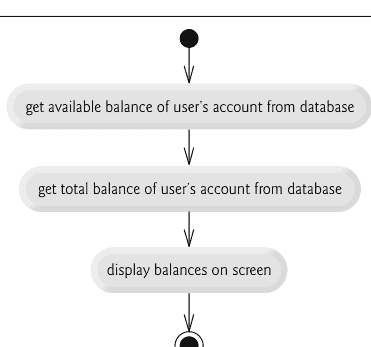 get available balance of user's account from database
get total balance of user's account from database
display balances on screen